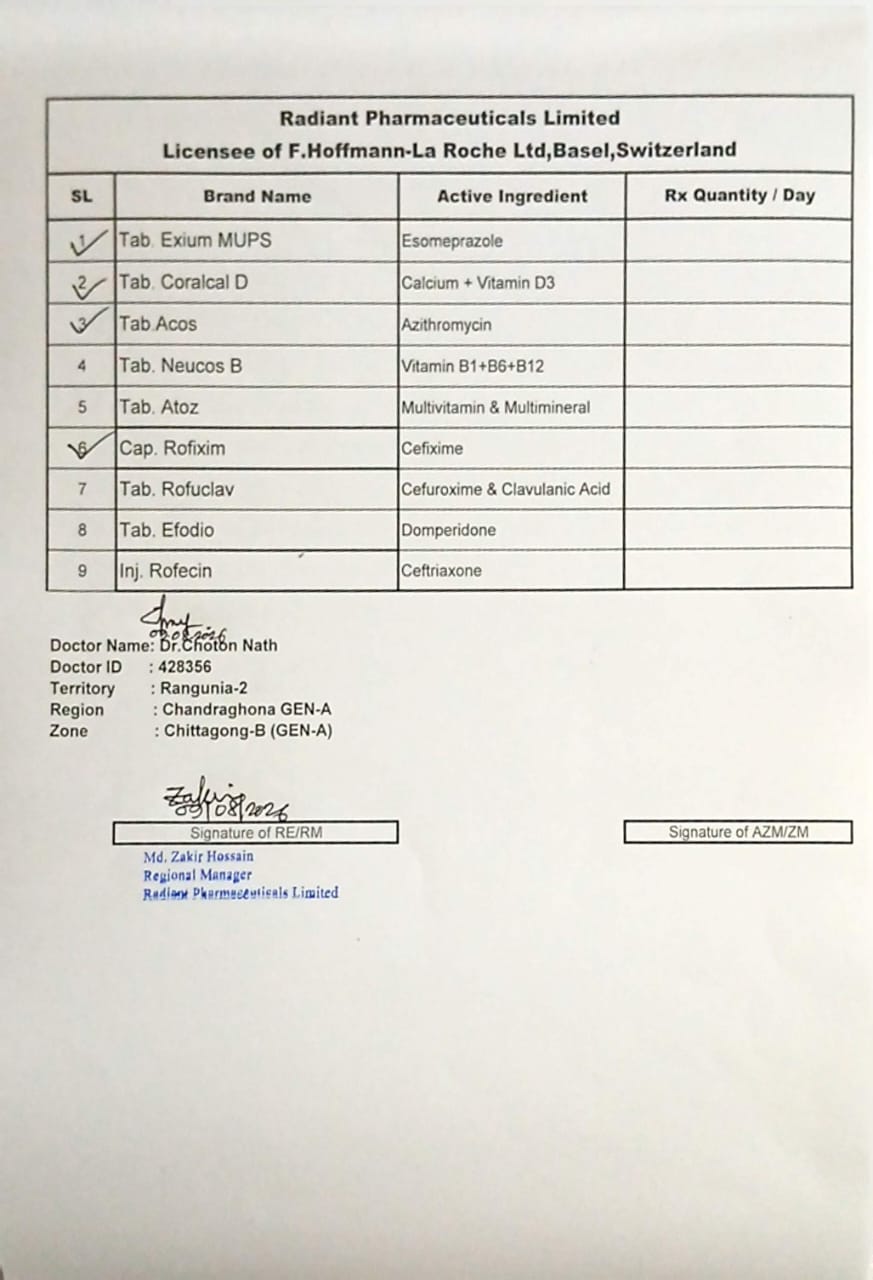 Radiant Pharmaceuticals Limited
Licensee of F.Hoffmann-La Roche Ltd,Basel,Switzerland
SL Brand Name Active Ingredient Rx Quantity / Day
1 Tab. Exium MUPS Esomeprazole
2 Tab. Coralcal D Calcium + Vitamin D3
3 Tab.Acos Azithromycin
4 Tab. Neucos B Vitamin B1+B6+B12
5 Tab. Atoz Multivitamin & Multimineral
6 Cap. Rofixim Cefixime
7 Tab. Rofuclav Cefuroxime & Clavulanic Acid
8 Tab. Efodio Domperidone
9 Inj. Rofecin Ceftriaxone
Doctor Name: Dr.Choton Nath
Doctor ID : 428356
Territory : Rangunia-2
Region : Chandraghona GEN-A
Zone : Chittagong-B (GEN-A)
09/08/2026
Signature of RE/RM Signature of AZM/ZM
Md. Zakir Hossain
Regional Manager
Radiant Pharmaceuticals Limited